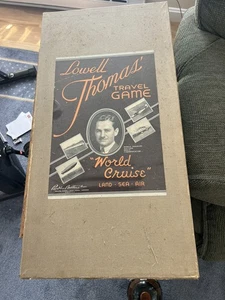 Lowell
Thomas'
TRAVEL
GAME
"World
Cruise"
LAND - SEA - AIR